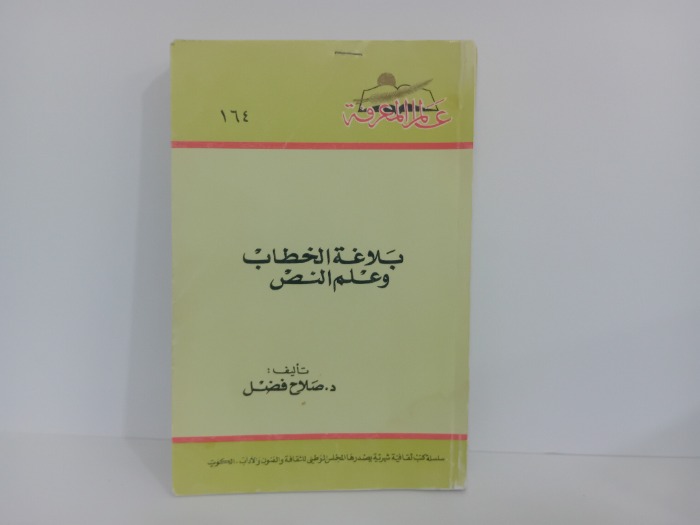 عالم المعرفة
١٦٤
بلاغة الخطاب
وعلم النص
تأليف :
د. صلاح فضل
سلسلة كتب ثقافية شهرية يصدرها المجلس الوطني للثقافة والفنون والآداب - الكويت